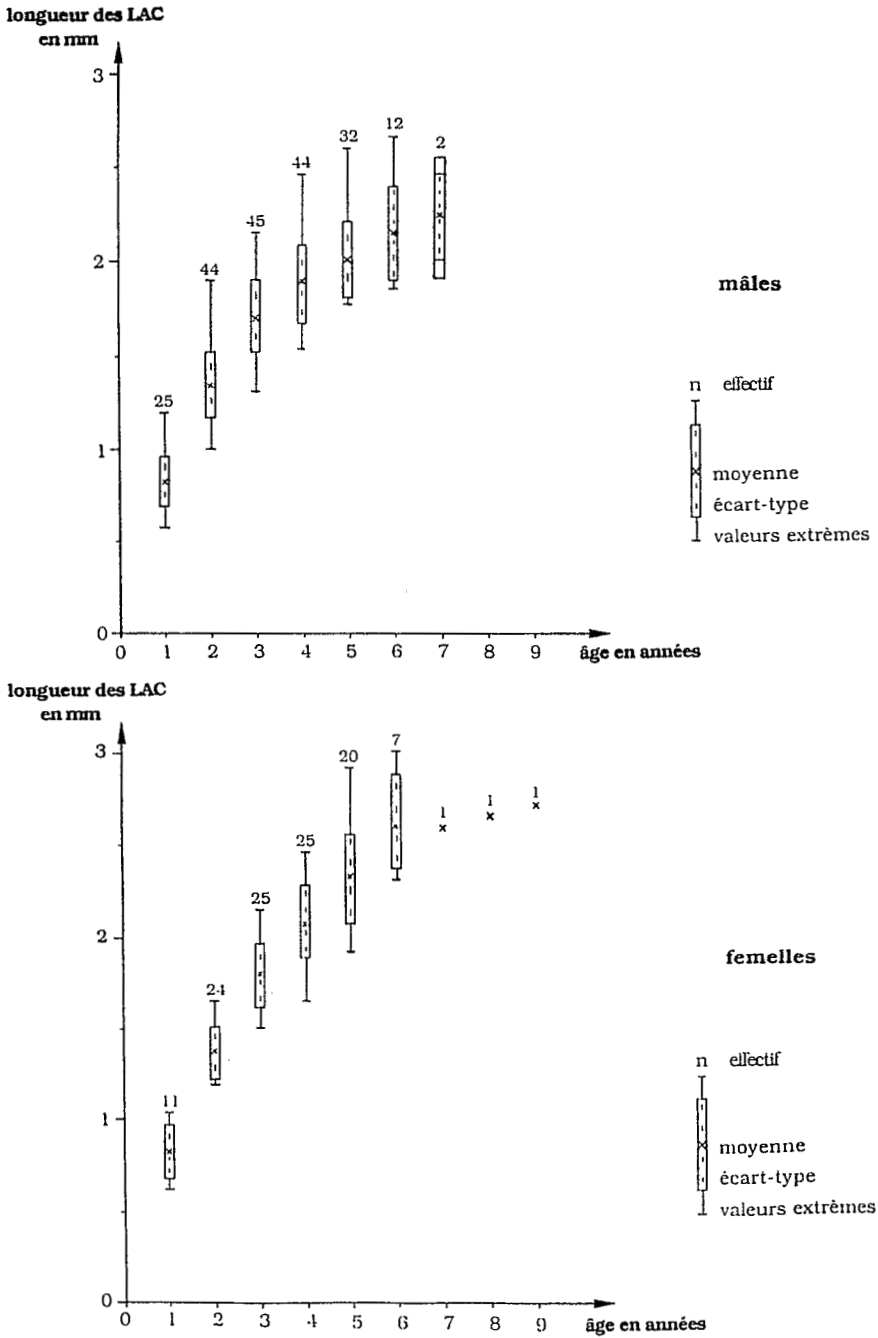 longueur des LAC
en mm
3
2
1
0
25
44
45
44
32
12
2
mâles
n effectif
moyenne
écart-type
valeurs extrêmes
0 1 2 3 4 5 6 7 8 9 âge en années
longueur des LAC
en mm
3
2
1
0
11
24
25
25
20
7
1
1
1
femelles
n effectif
moyenne
écart-type
valeurs extrêmes
0 1 2 3 4 5 6 7 8 9 âge en années